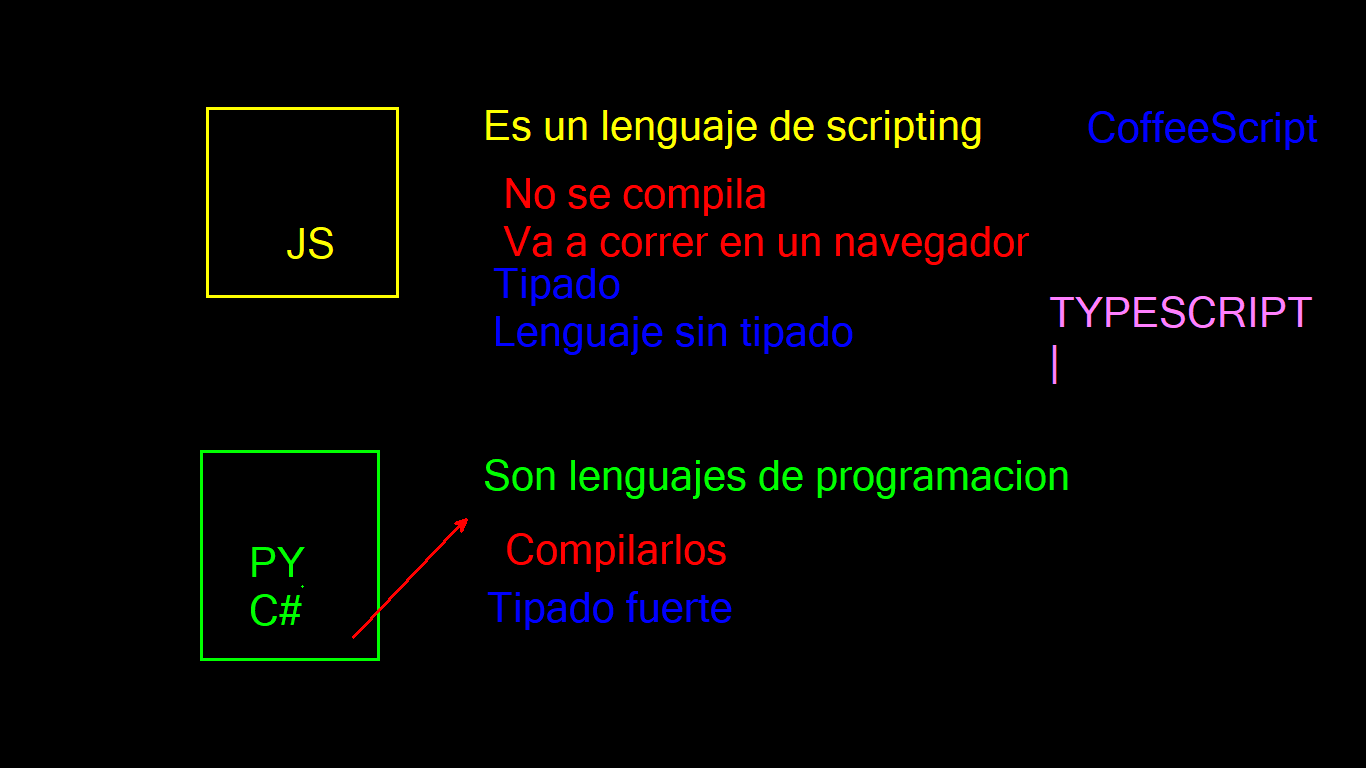 Es un lenguaje de scripting
CoffeeScript
No se compila
JS
Va a correr en un navegador
Tipado
Lenguaje sin tipado
TYPESCRIPT
|
Son lenguajes de programacion
PY
C#
Compilarlos
Tipado fuerte